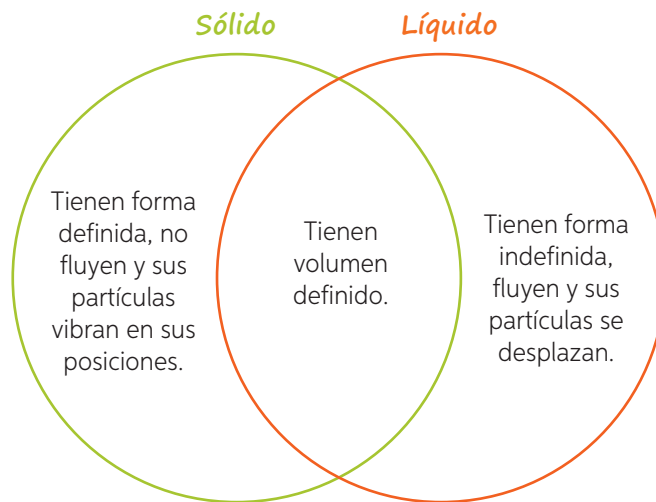 Sólido
Líquido
Tienen forma
definida, no
fluyen y sus
partículas
vibran en sus
posiciones.
Tienen
volumen
definido.
Tienen forma
indefinida,
fluyen y sus
partículas se
desplazan.